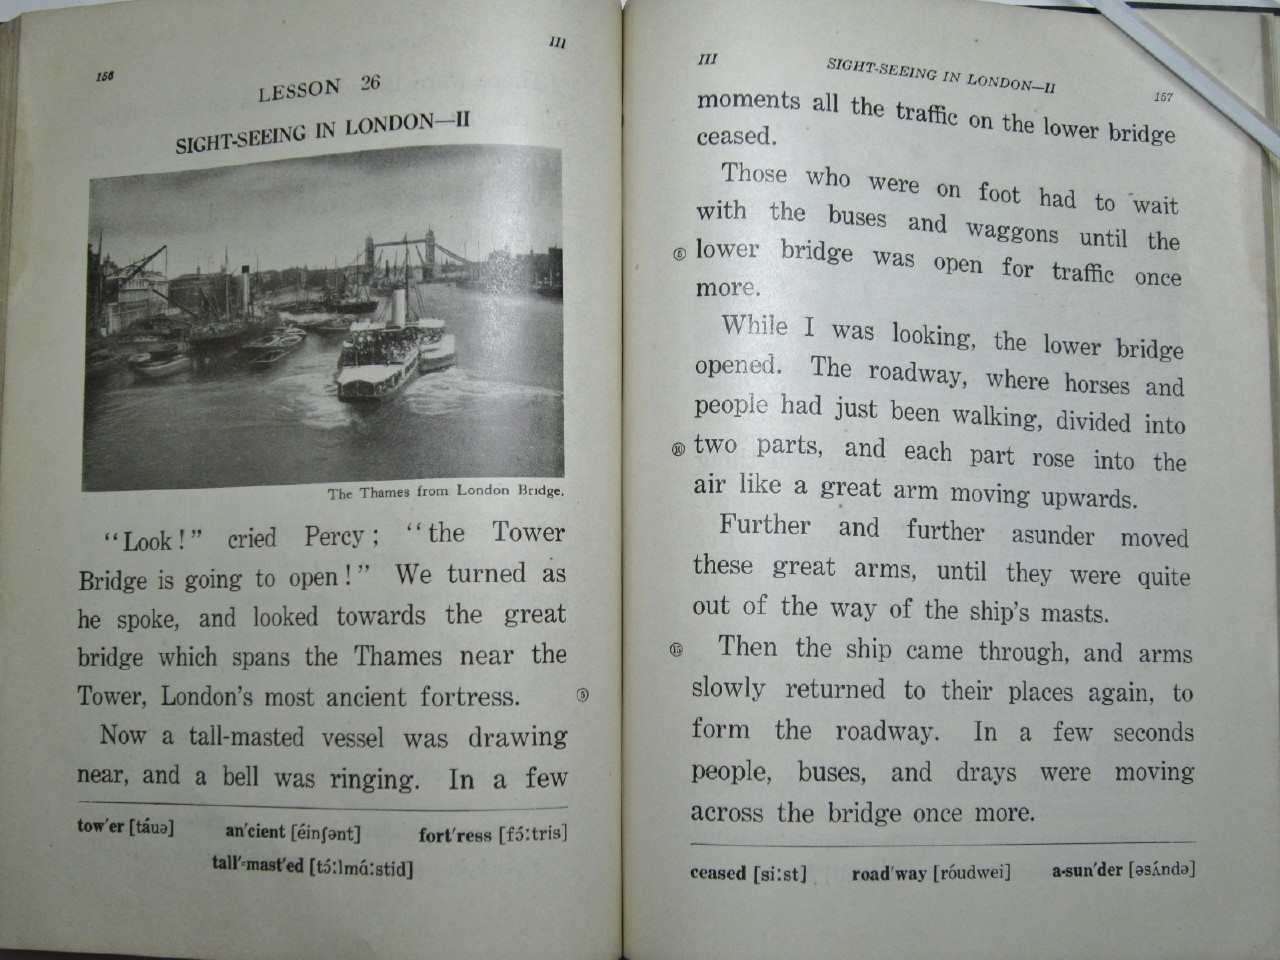 156
III
LESSON 26
SIGHT-SEEING IN LONDON—II
The Thames from London Bridge.
"Look!" cried Percy; "the Tower
Bridge is going to open!" We turned as
he spoke, and looked towards the great
bridge which spans the Thames near the
Tower, London's most ancient fortress. ⑤
Now a tall-masted vessel was drawing
near, and a bell was ringing. In a few
tow'er [táuə] an'cient [éinʃənt] fort'ress [fɔ́:tris]
tall'-mast'ed [tɔ́:lmá:stid]
III
SIGHT-SEEING IN LONDON—II
157
moments all the traffic on the lower bridge
ceased.
Those who were on foot had to wait
with the buses and waggons until the
⑤ lower bridge was open for traffic once
more.
While I was looking, the lower bridge
opened. The roadway, where horses and
people had just been walking, divided into
⑩ two parts, and each part rose into the
air like a great arm moving upwards.
Further and further asunder moved
these great arms, until they were quite
out of the way of the ship's masts.
⑮ Then the ship came through, and arms
slowly returned to their places again, to
form the roadway. In a few seconds
people, buses, and drays were moving
across the bridge once more.
ceased [si:st] road'way [róudwei] a-sun'der [əsʌ́ndə]